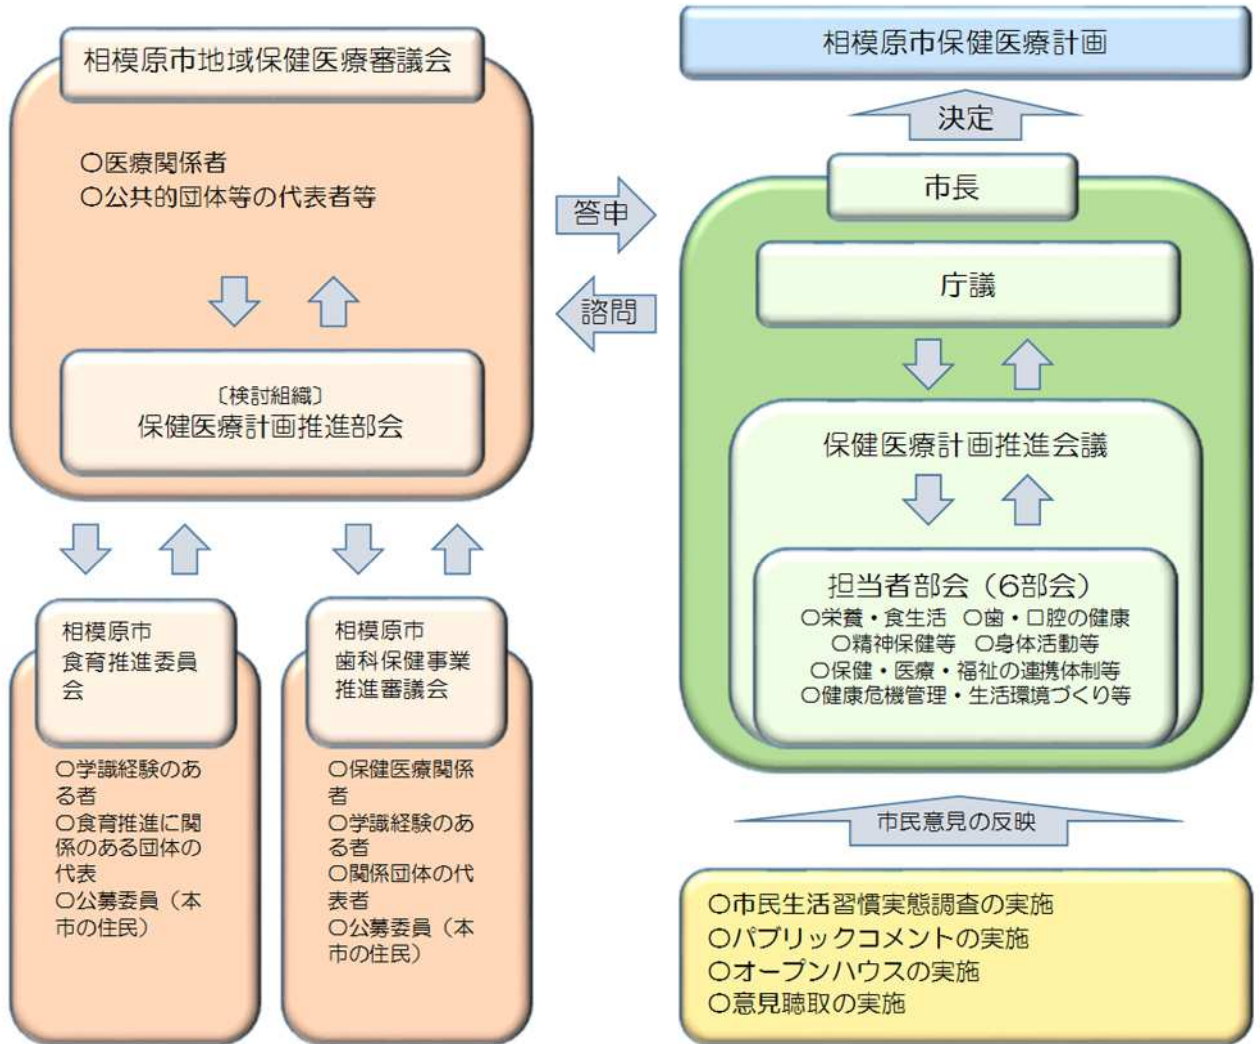 相模原市地域保健医療審議会
○医療関係者
○公共的団体等の代表者等
〔検討組織〕
保健医療計画推進部会
相模原市
食育推進委員
会
○学識経験のあ
る者
○食育推進に関
係のある団体の
代表
○公募委員（本
市の住民）
相模原市
歯科保健事業
推進審議会
○保健医療関係
者
○学識経験のあ
る者
○関係団体の代
表者
○公募委員（本
市の住民）
答申
諮問
相模原市保健医療計画
決定
市長
庁議
保健医療計画推進会議
担当者部会（6部会）
○栄養・食生活　○歯・口腔の健康
○精神保健等　○身体活動等
○保健・医療・福祉の連携体制等
○健康危機管理・生活環境づくり等
市民意見の反映
○市民生活習慣実態調査の実施
○パブリックコメントの実施
○オープンハウスの実施
○意見聴取の実施